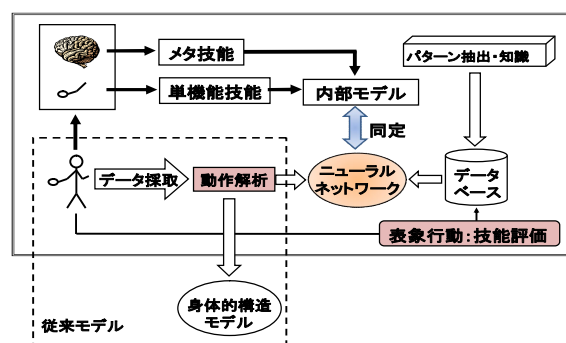 メタ技能
パターン抽出・知識
単機能技能
内部モデル
同定
データ採取
動作解析
ニューラル
ネットワーク
データ
ベース
表象行動:技能評価
身体的構造
モデル
従来モデル